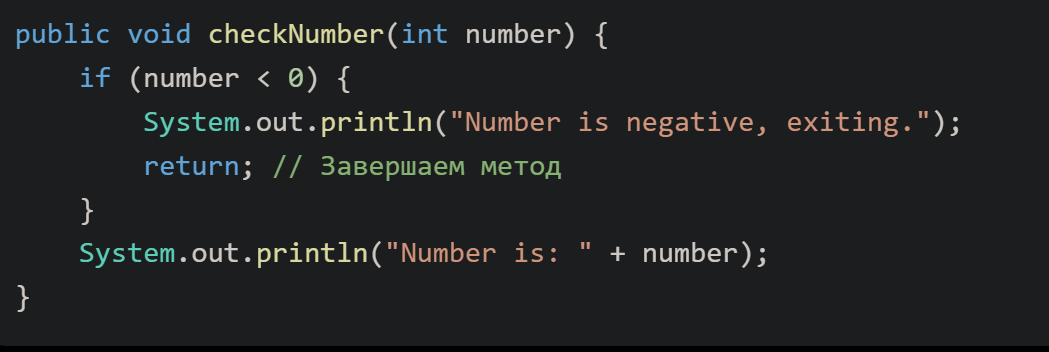 public void checkNumber(int number) {
    if (number < 0) {
        System.out.println("Number is negative, exiting.");
        return; // Завершаем метод
    }
    System.out.println("Number is: " + number);
}